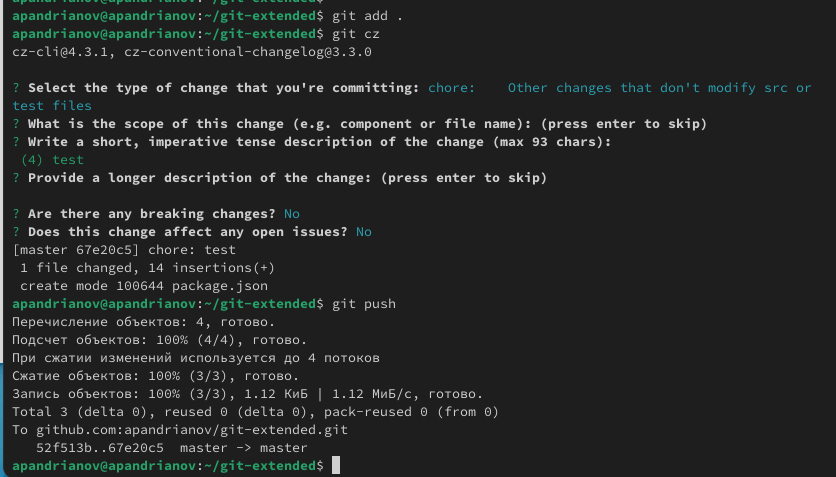 apandrianov@apandrianov:~/git-extended$ git add .
apandrianov@apandrianov:~/git-extended$ git cz
cz-cli@4.3.1, cz-conventional-changelog@3.3.0
? Select the type of change that you're committing: chore:    Other changes that don't modify src or
test files
? What is the scope of this change (e.g. component or file name): (press enter to skip)
? Write a short, imperative tense description of the change (max 93 chars):
 (4) test
? Provide a longer description of the change: (press enter to skip)
? Are there any breaking changes? No
? Does this change affect any open issues? No
[master 67e20c5] chore: test
 1 file changed, 14 insertions(+)
 create mode 100644 package.json
apandrianov@apandrianov:~/git-extended$ git push
Перечисление объектов: 4, готово.
Подсчет объектов: 100% (4/4), готово.
При сжатии изменений используется до 4 потоков
Сжатие объектов: 100% (3/3), готово.
Запись объектов: 100% (3/3), 1.12 КиБ | 1.12 МиБ/с, готово.
Total 3 (delta 0), reused 0 (delta 0), pack-reused 0 (from 0)
To github.com:apandrianov/git-extended.git
   52f513b..67e20c5  master -> master
apandrianov@apandrianov:~/git-extended$